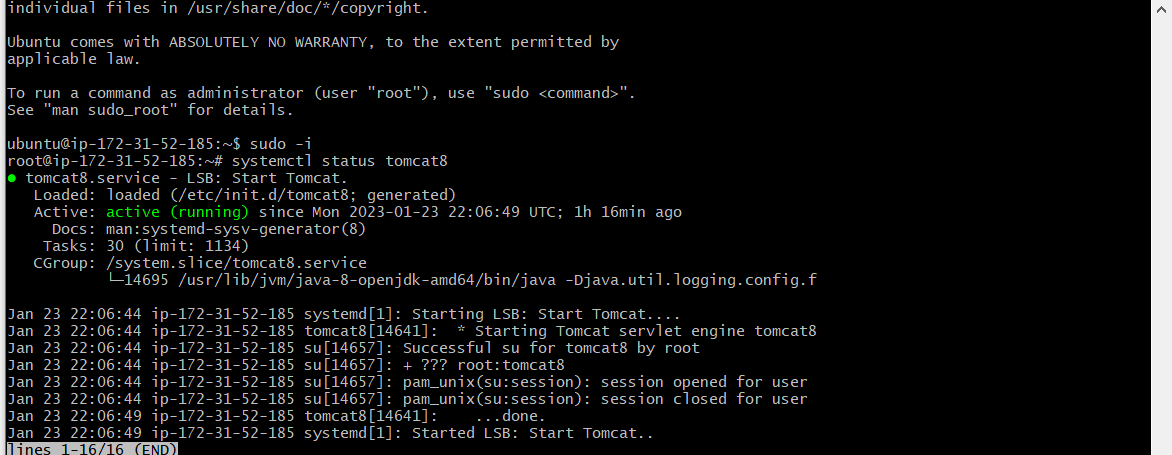 individual files in /usr/share/doc/*/copyright.

Ubuntu comes with ABSOLUTELY NO WARRANTY, to the extent permitted by
applicable law.

To run a command as administrator (user "root"), use "sudo <command>".
See "man sudo_root" for details.

ubuntu@ip-172-31-52-185:~$ sudo -i
root@ip-172-31-52-185:~# systemctl status tomcat8
● tomcat8.service - LSB: Start Tomcat.
   Loaded: loaded (/etc/init.d/tomcat8; generated)
   Active: active (running) since Mon 2023-01-23 22:06:49 UTC; 1h 16min ago
     Docs: man:systemd-sysv-generator(8)
    Tasks: 30 (limit: 1134)
   CGroup: /system.slice/tomcat8.service
           └─14695 /usr/lib/jvm/java-8-openjdk-amd64/bin/java -Djava.util.logging.config.f

Jan 23 22:06:44 ip-172-31-52-185 systemd[1]: Starting LSB: Start Tomcat....
Jan 23 22:06:44 ip-172-31-52-185 tomcat8[14641]:  * Starting Tomcat servlet engine tomcat8
Jan 23 22:06:44 ip-172-31-52-185 su[14657]: Successful su for tomcat8 by root
Jan 23 22:06:44 ip-172-31-52-185 su[14657]: + ??? root:tomcat8
Jan 23 22:06:44 ip-172-31-52-185 su[14657]: pam_unix(su:session): session opened for user
Jan 23 22:06:44 ip-172-31-52-185 su[14657]: pam_unix(su:session): session closed for user
Jan 23 22:06:49 ip-172-31-52-185 tomcat8[14641]:    ...done.
Jan 23 22:06:49 ip-172-31-52-185 systemd[1]: Started LSB: Start Tomcat..
lines 1-16/16 (END)